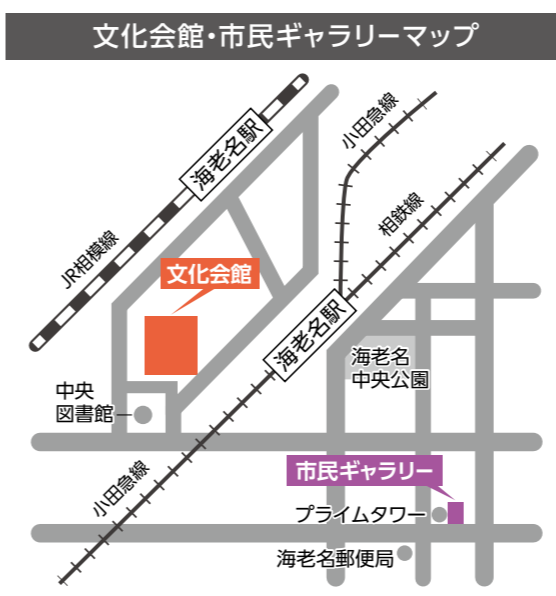 文化会館・市民ギャラリーマップ
海老名駅
小田急線
相鉄線
JR相模線
文化会館
海老名駅
海老名
中央公園
中央
図書館
小田急線
市民ギャラリー
プライムタワー
海老名郵便局